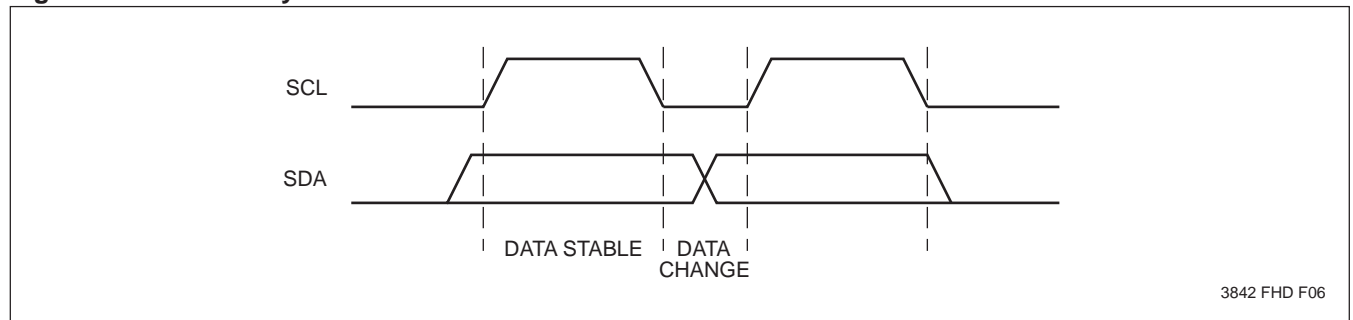 SCL
SDA
DATA STABLE
DATA
CHANGE
3842 FHD F06